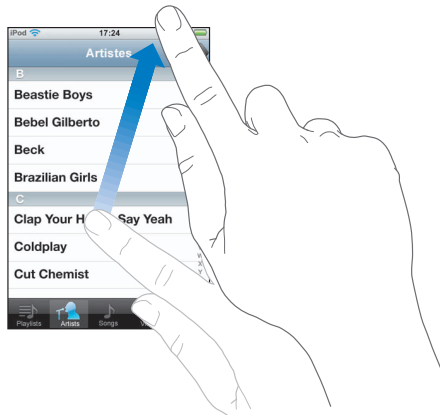 iPod 17:24
Artistes
B
Beastie Boys
Bebel Gilberto
Beck
Brazilian Girls
C
Clap Your H Say Yeah
Coldplay
W
X
Cut Chemist
Y
Playlists Artists Songs